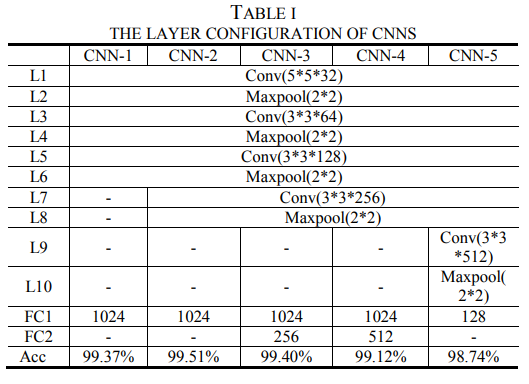 TABLE I
THE LAYER CONFIGURATION OF CNNS
CNN-1 CNN-2 CNN-3 CNN-4 CNN-5
L1 Conv(5*5*32)
L2 Maxpool(2*2)
L3 Conv(3*3*64)
L4 Maxpool(2*2)
L5 Conv(3*3*128)
L6 Maxpool(2*2)
L7 - Conv(3*3*256)
L8 - Maxpool(2*2)
L9 - - - - Conv(3*3
*512)
L10 - - - - Maxpool(
2*2)
FC1 1024 1024 1024 1024 128
FC2 - - 256 512 -
Acc 99.37% 99.51% 99.40% 99.12% 98.74%